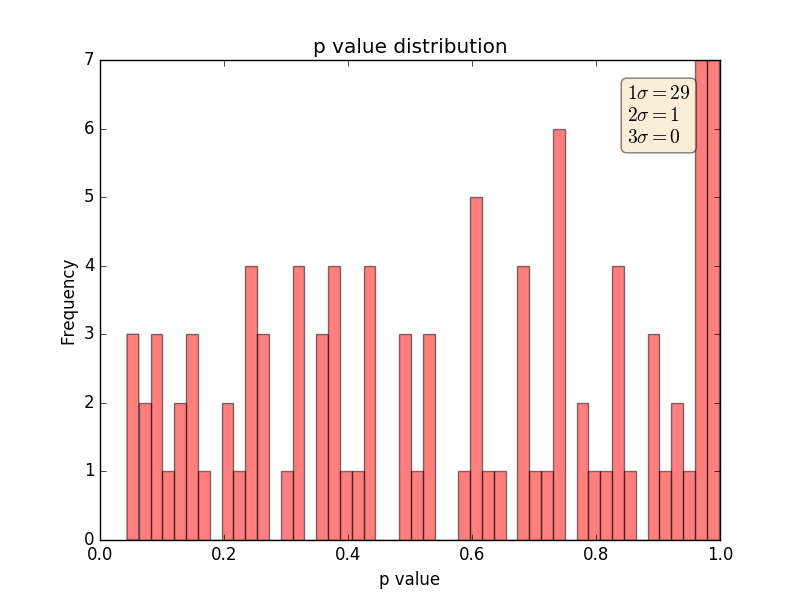 p value distribution
7
6
5
4
3
2
1
0
Frequency
1σ = 29
2σ = 1
3σ = 0
0.0 0.2 0.4 0.6 0.8 1.0
p value